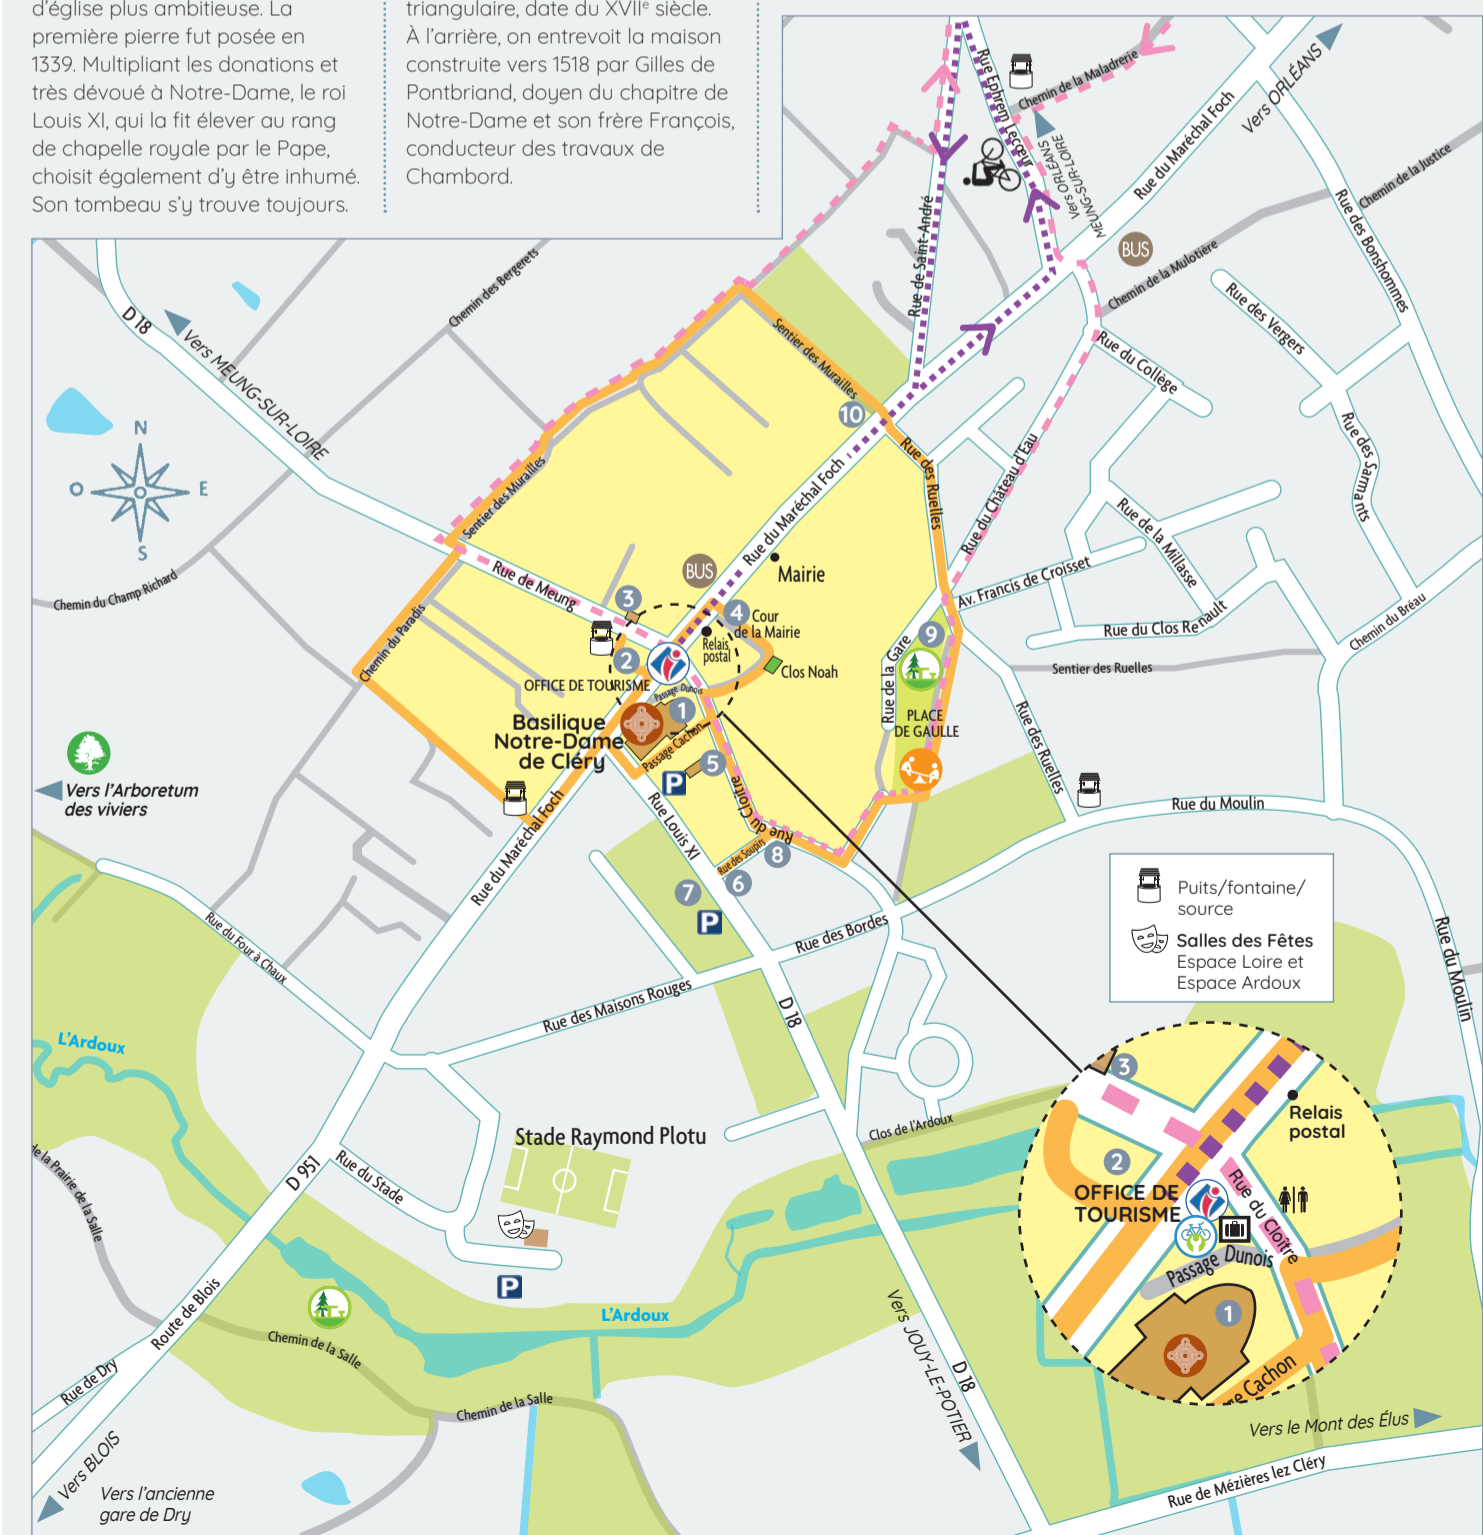 d'église plus ambitieuse. La
première pierre fut posée en
1339. Multipliant les donations et
très dévoué à Notre-Dame, le roi
Louis XI, qui la fit élever au rang
de chapelle royale par le Pape,
choisit également d'y être inhumé.
Son tombeau s'y trouve toujours.
triangulaire, date du XVIIe siècle.
À l'arrière, on entrevoit la maison
construite vers 1518 par Gilles de
Pontbriand, doyen du chapitre de
Notre-Dame et son frère François,
conducteur des travaux de
Chambord.
Rue Ephrem Lecœur
Chemin de la Maladrerie
Vers ORLÉANS
Vers ORLÉANS
MEUNG-SUR-LOIRE
Rue du Maréchal Foch
Chemin de la Justice
Rue des Bonshommes
Rue de Saint-André
BUS
Chemin de la Mulotière
Chemin des Bergerets
D 18
Vers MEUNG-SUR-LOIRE
Rue des Vergers
Sentier des Murailles
Rue du Collège
10
N
O
E
S
Rue des Sarments
Rue des Ruelles
Sentier des Murailles
Rue du Château d'Eau
Rue du Maréchal Foch
Rue de la Millasse
BUS
Mairie
Rue de Meung
Av. Francis de Croisset
Chemin du Champ Richard
3
4
Cour
de la Mairie
Relais
postal
Chemin du Paradis
9
Rue du Clos Renault
Chemin du Bréau
2
Clos Noah
Sentier des Ruelles
OFFICE DE TOURISME
Passage Dunois
Rue de la Gare
1
PLACE
DE GAULLE
Basilique
Notre-Dame
de Cléry
Passage Cachon
5
P
Rue des Ruelles
Vers l'Arboretum
des viviers
Rue du Cloître
Rue du Moulin
Rue Louis XI
Rue du Maréchal Foch
Rue des Soupirs
8
6
7
P
Puits/fontaine/
source
Salles des Fêtes
Espace Loire et
Espace Ardoux
Rue du Four à Chaux
Rue des Bordes
Rue du Moulin
Rue des Maisons Rouges
D 18
L'Ardoux
3
Relais
postal
Clos de l'Ardoux
Stade Raymond Plotu
de la Prairie de la Salle
D 951
Rue du Stade
2
OFFICE DE
TOURISME
Rue du Cloître
Passage Dunois
P
1
L'Ardoux
Route de Blois
Chemin de la Salle
Vers JOUY-LE-POTIER
D 18
Cachon
Rue de Dry
Chemin de la Salle
Vers le Mont des Élus
Vers BLOIS
Vers l'ancienne
gare de Dry
Rue de Mézières lez Cléry